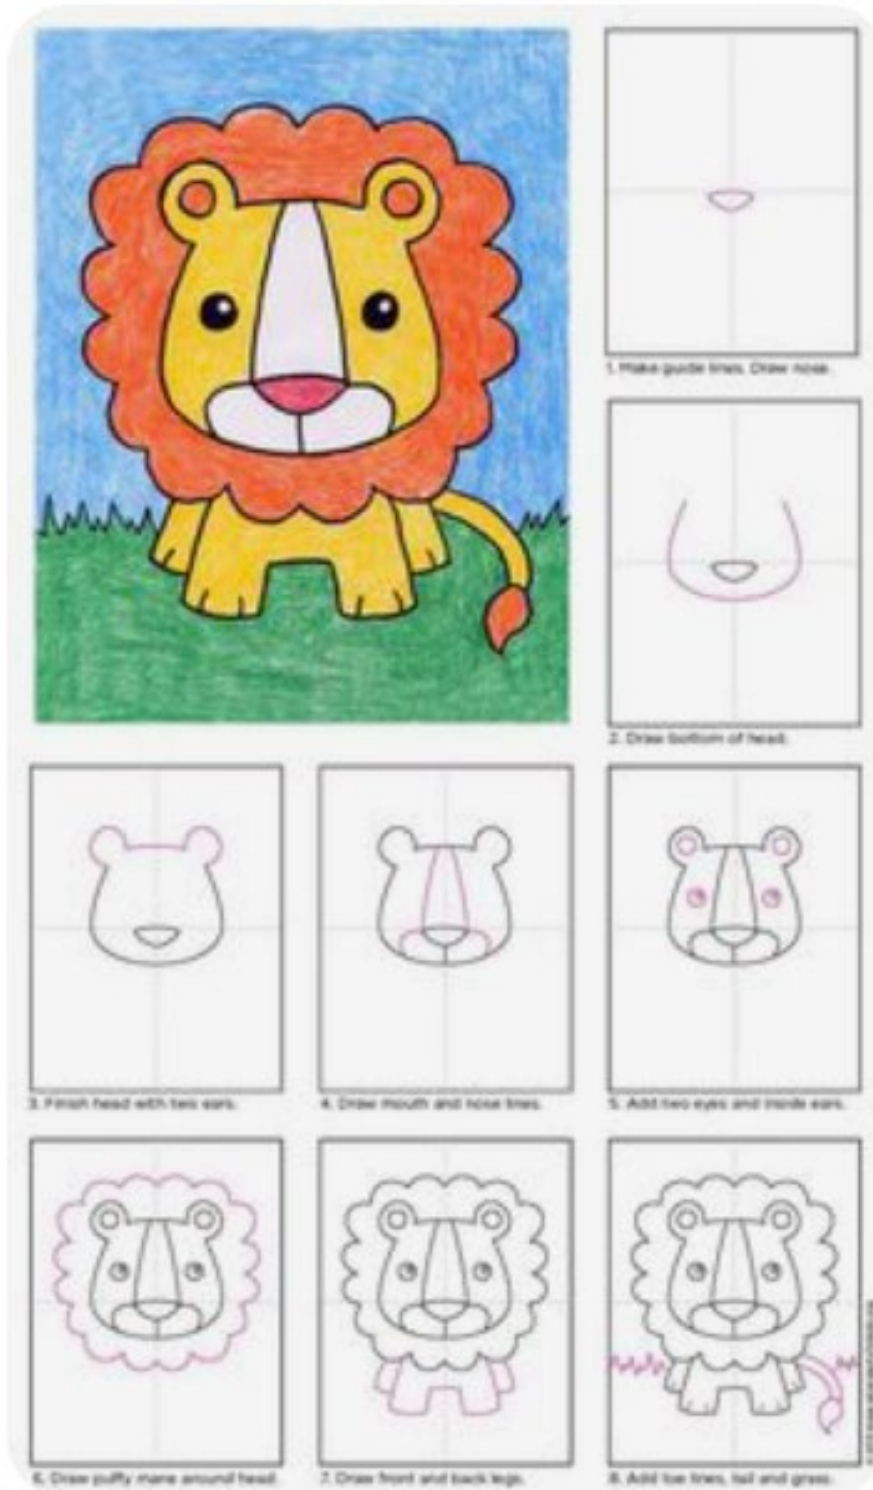 1. Make guide lines. Draw nose.
2. Draw bottom of head.
3. Finish head with two ears.
4. Draw mouth and nose lines.
5. Add two eyes and inside ears.
6. Draw puffy mane around head.
7. Draw front and back legs.
8. Add toe lines, tail and grass.